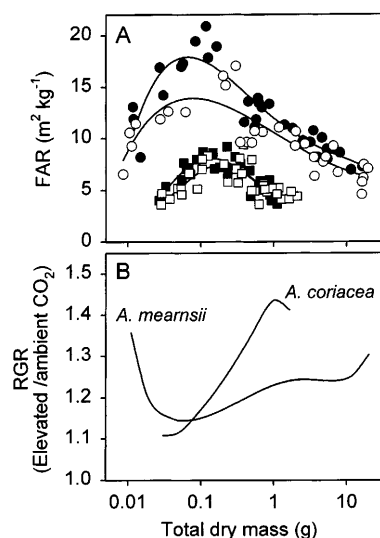 A
20
15
10
5
0
FAR (m² kg⁻¹)
B
A. mearnsii
A. coriacea
1.5
1.4
1.3
1.2
1.1
1.0
RGR
(Elevated /ambient CO₂)
0.01 0.1 1 10
Total dry mass (g)